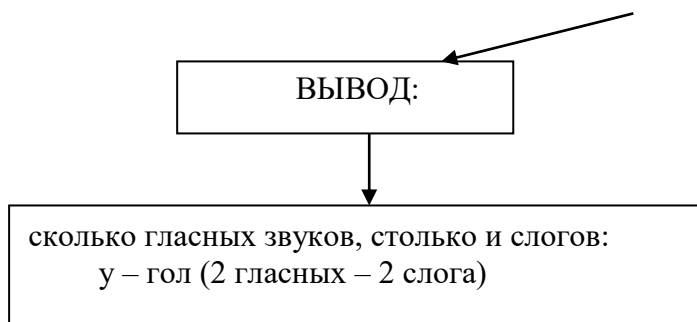 ВЫВОД:
сколько гласных звуков, столько и слогов:
у – гол (2 гласных – 2 слога)